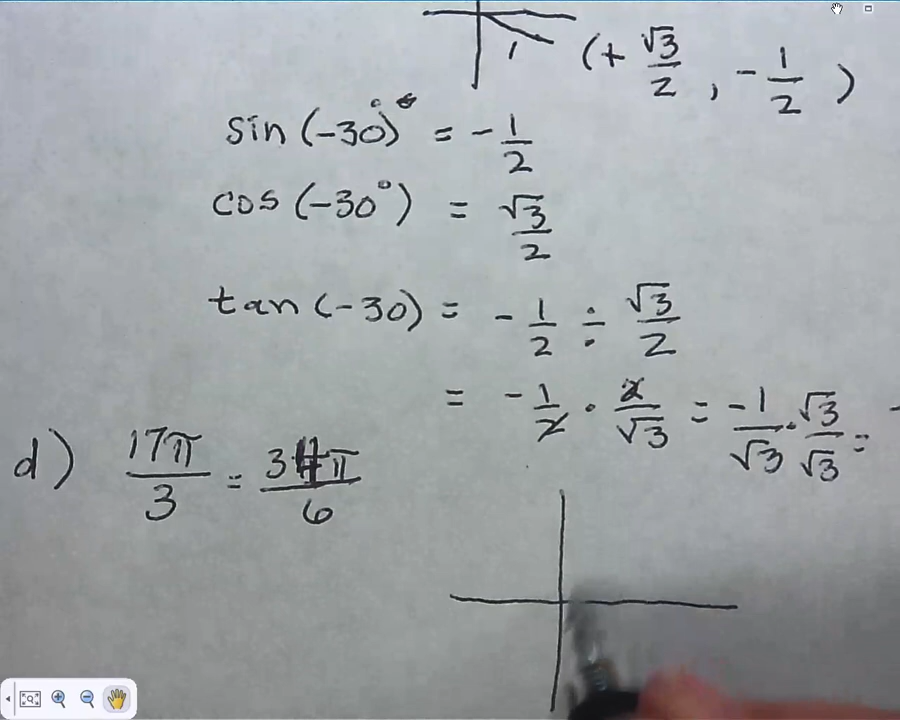 1 (+ √3/2 , - 1/2 )
sin (-30°) = - 1/2
cos (-30°) = √3/2
tan (-30) = - 1/2 ÷ √3/2
= - 1/2 · 2/√3 = -1/√3 · √3/√3 =
d) 17π/3 = 34π/6